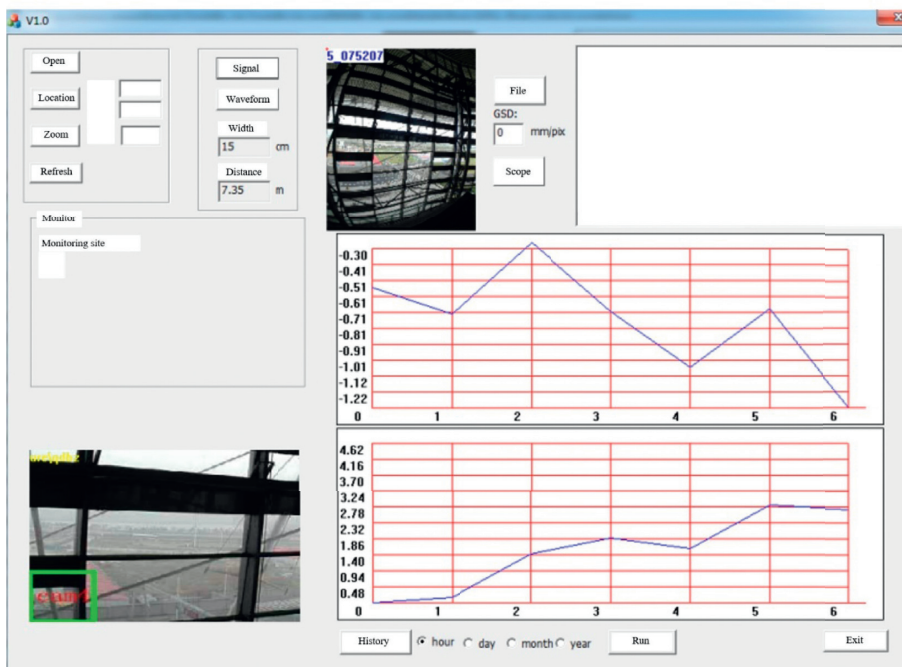 V1.0
Open
Location
Zoom
Refresh
Signal
Waveform
Width
15 cm
Distance
7.35 m
5_075207
File
GSD:
0 mm/pix
Scope
Monitor
Monitoring site
-0.30
-0.41
-0.51
-0.61
-0.71
-0.81
-0.91
-1.01
-1.12
-1.22
0 1 2 3 4 5 6
4.62
4.16
3.70
3.24
2.78
2.32
1.86
1.40
0.94
0.48
0 1 2 3 4 5 6
History hour day month year Run Exit